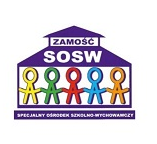 ZAMOŚĆ
SOSW
SPECJALNY OŚRODEK SZKOLNO-WYCHOWAWCZY